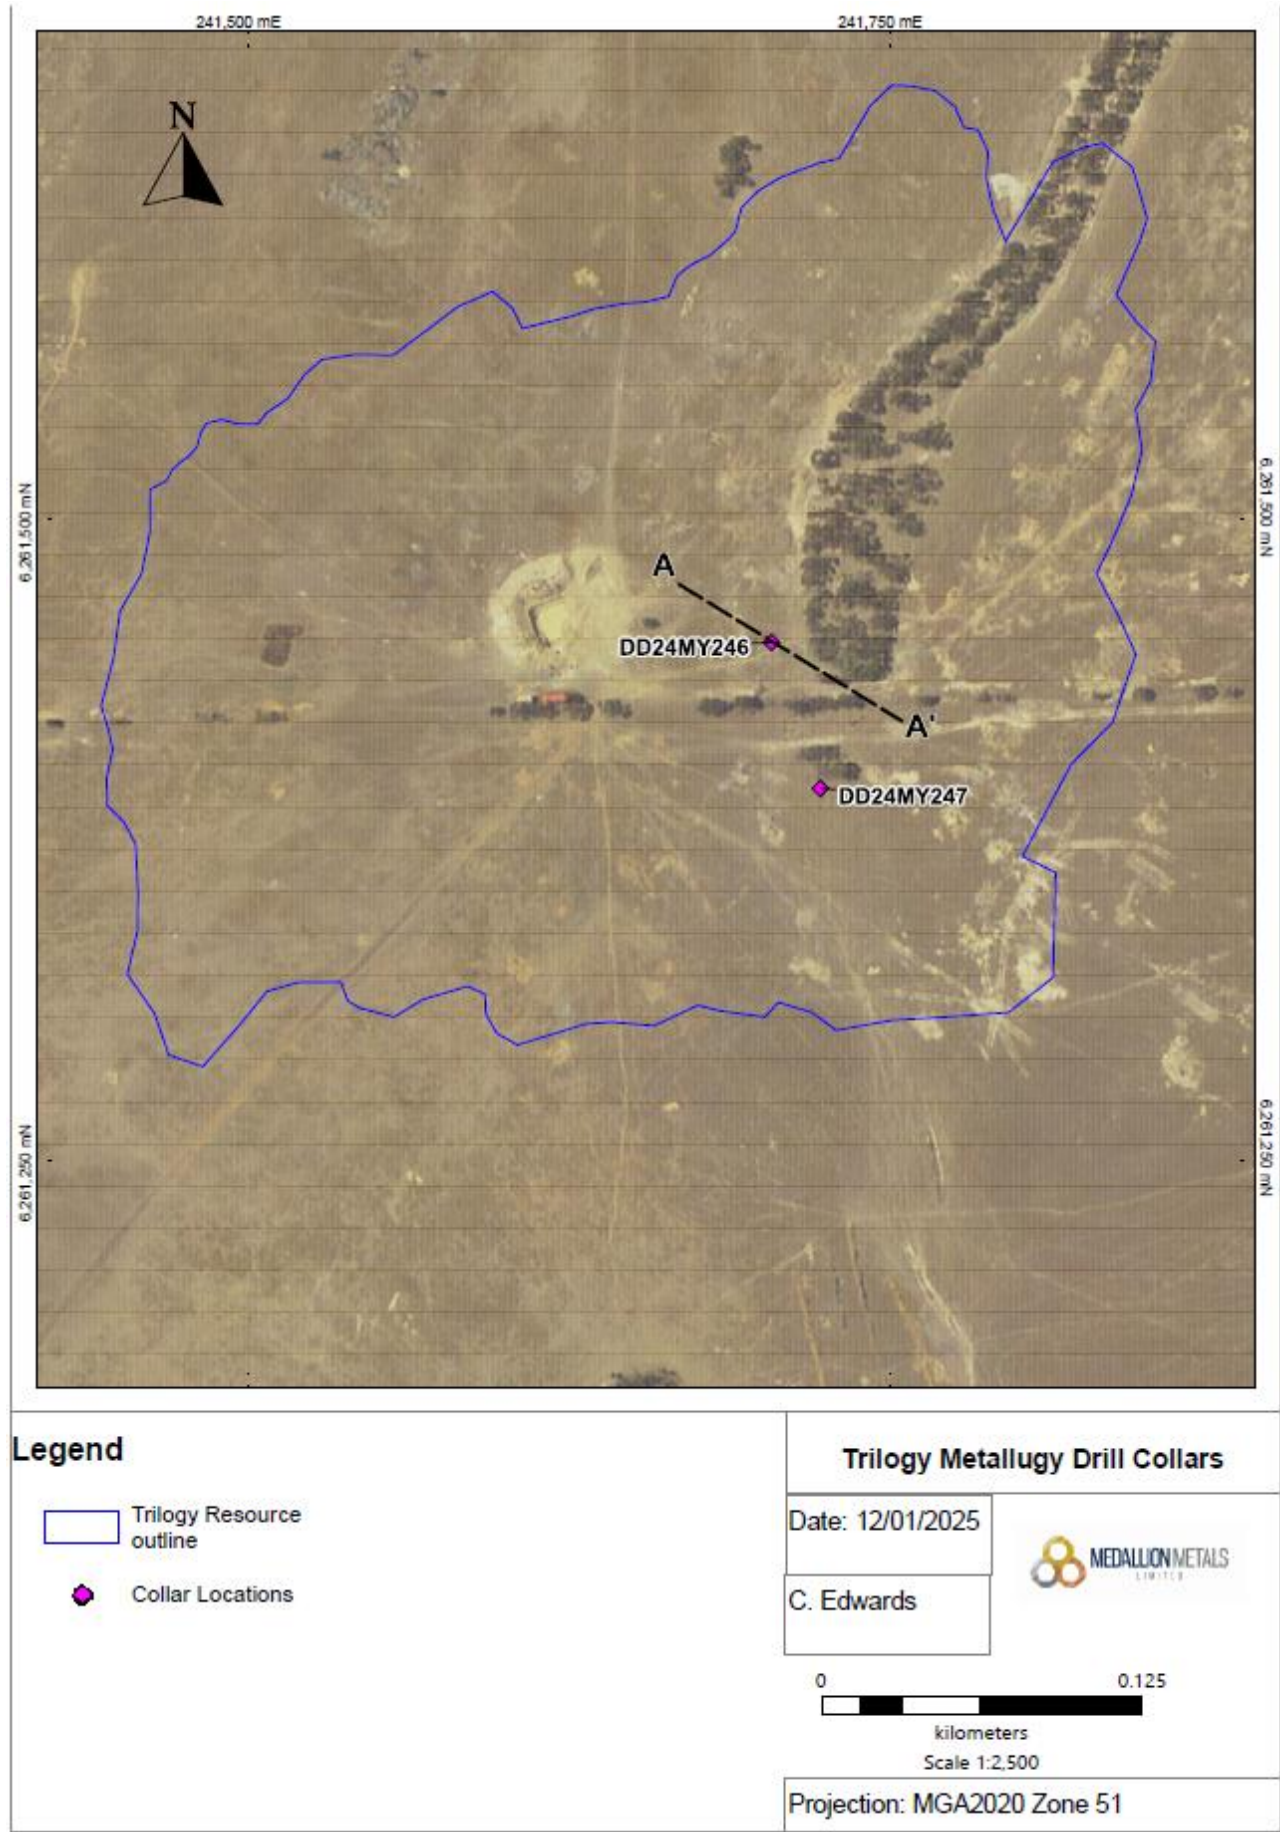 241,500 mE
241,750 mE
N
6,261,500 mN
6,261,500 mN
A
DD24MY246
A'
DD24MY247
6,261,250 mN
6,261,250 mN
Legend
Trilogy Resource
outline
Collar Locations
Trilogy Metallugy Drill Collars
Date: 12/01/2025
MEDALLION METALS
LIMITED
C. Edwards
0
0.125
kilometers
Scale 1:2,500
Projection: MGA2020 Zone 51